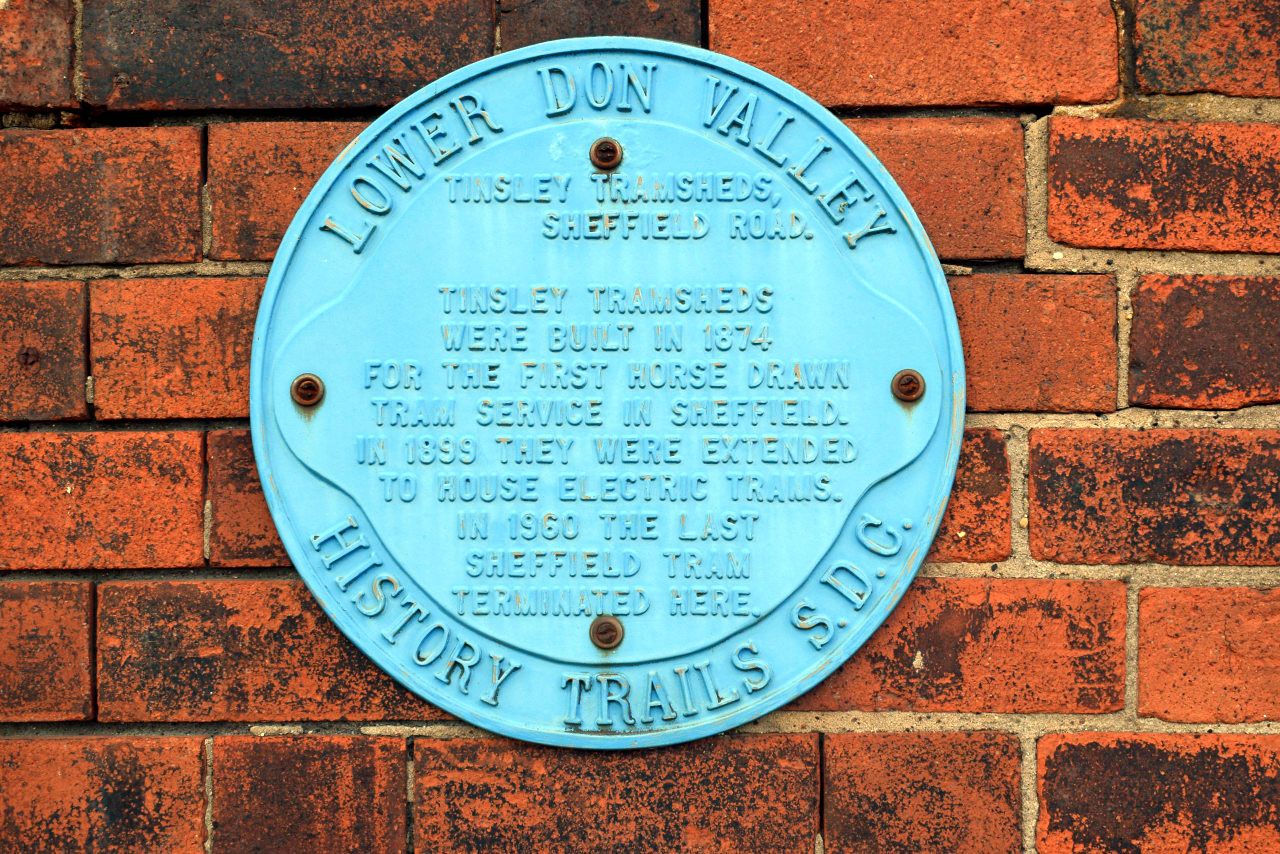 LOWER DON VALLEY
TINSLEY TRAMSHEDS,
SHEFFIELD ROAD.
TINSLEY TRAMSHEDS
WERE BUILT IN 1874
FOR THE FIRST HORSE DRAWN
TRAM SERVICE IN SHEFFIELD.
IN 1899 THEY WERE EXTENDED
TO HOUSE ELECTRIC TRAMS.
IN 1960 THE LAST
SHEFFIELD TRAM
TERMINATED HERE.
HISTORY TRAILS S.D.C.